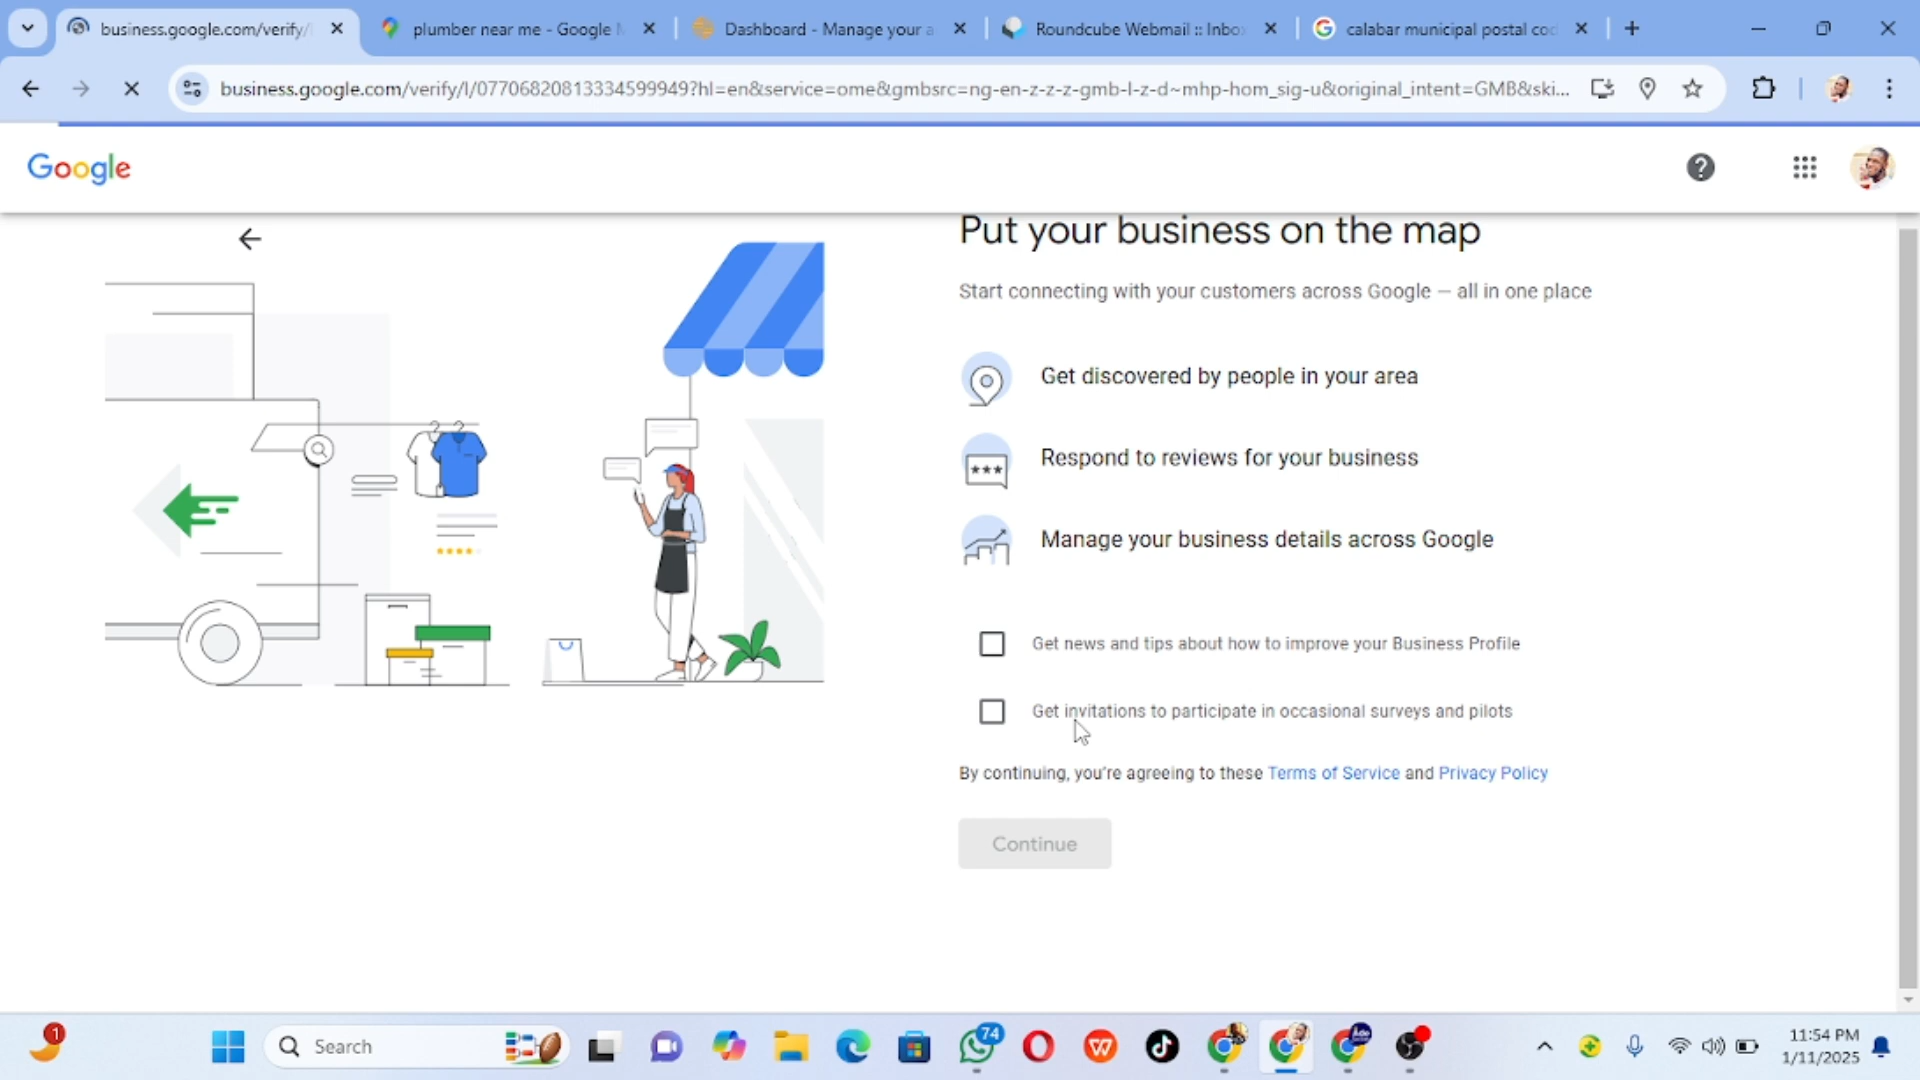 business.google.com/verify/
plumber near me - Google
Dashboard - Manage your a
Roundcube Webmail :: Inbo
calabar municipal postal cod
business.google.com/verify/l/07706820813334599949?hl=en&service=ome&gmbsrc=ng-en-z-z-z-gmb-l-z-d~mhp-hom_sig-u&original_intent=GMB&ski...
Google
Put your business on the map
Start connecting with your customers across Google — all in one place
Get discovered by people in your area
Respond to reviews for your business
Manage your business details across Google
Get news and tips about how to improve your Business Profile
Get invitations to participate in occasional surveys and pilots
By continuing, you're agreeing to these Terms of Service and Privacy Policy
Continue
1
Search
74
11:54 PM
1/11/2025